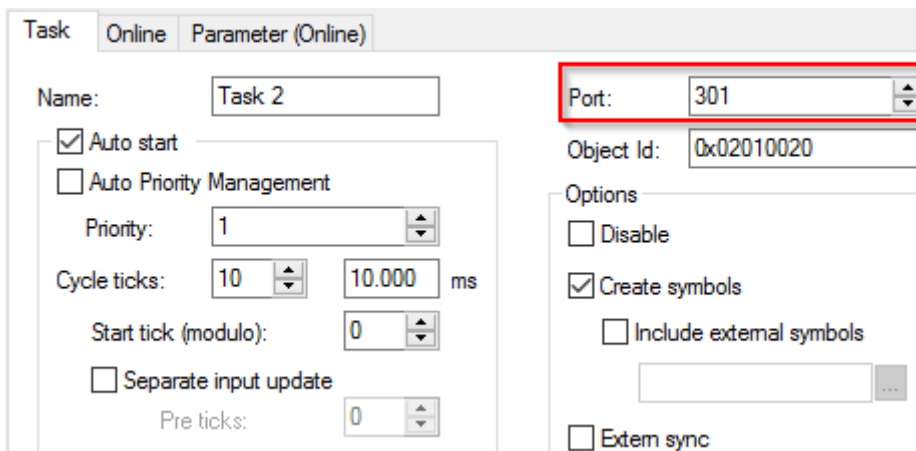 Task Online Parameter (Online)
Name: Task 2
Auto start
Auto Priority Management
Priority: 1
Cycle ticks: 10 10.000 ms
Start tick (modulo): 0
Separate input update
Pre ticks: 0
Port: 301
Object Id: 0x02010020
Options
Disable
Create symbols
Include external symbols
...
Extern sync